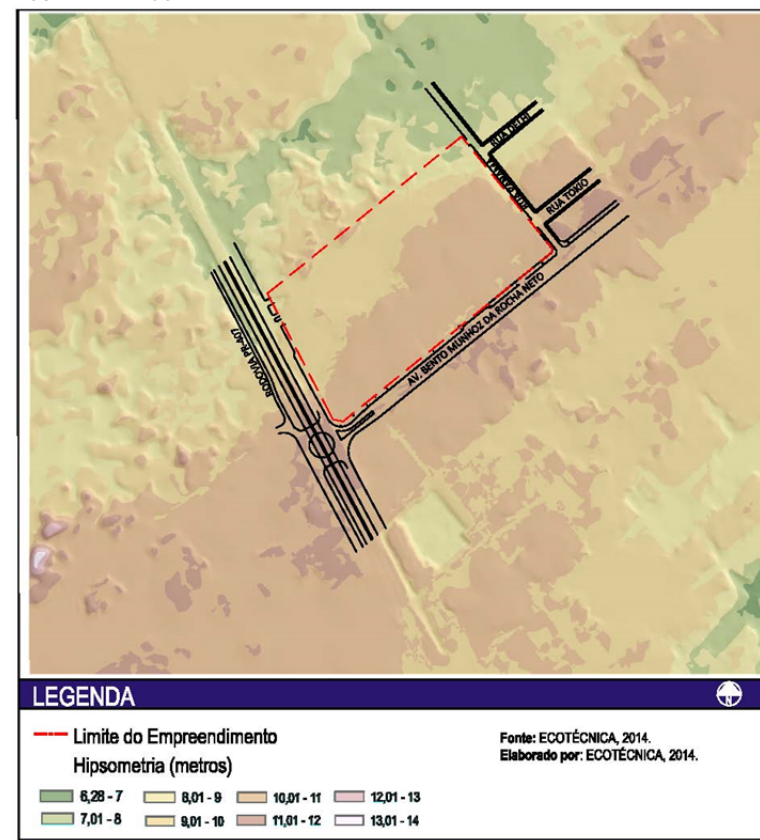 RUA DELHI
RUA TOKIO
AV. BENTO MUNHOZ DA ROCHA NETO
RODOVIA PR-407
LEGENDA
N
Limite do Empreendimento
Hipsometria (metros)
6,28 - 7
8,01 - 9
10,01 - 11
12,01 - 13
7,01 - 8
9,01 - 10
11,01 - 12
13,01 - 14
Fonte: ECOTÉCNICA, 2014.
Elaborado por: ECOTÉCNICA, 2014.